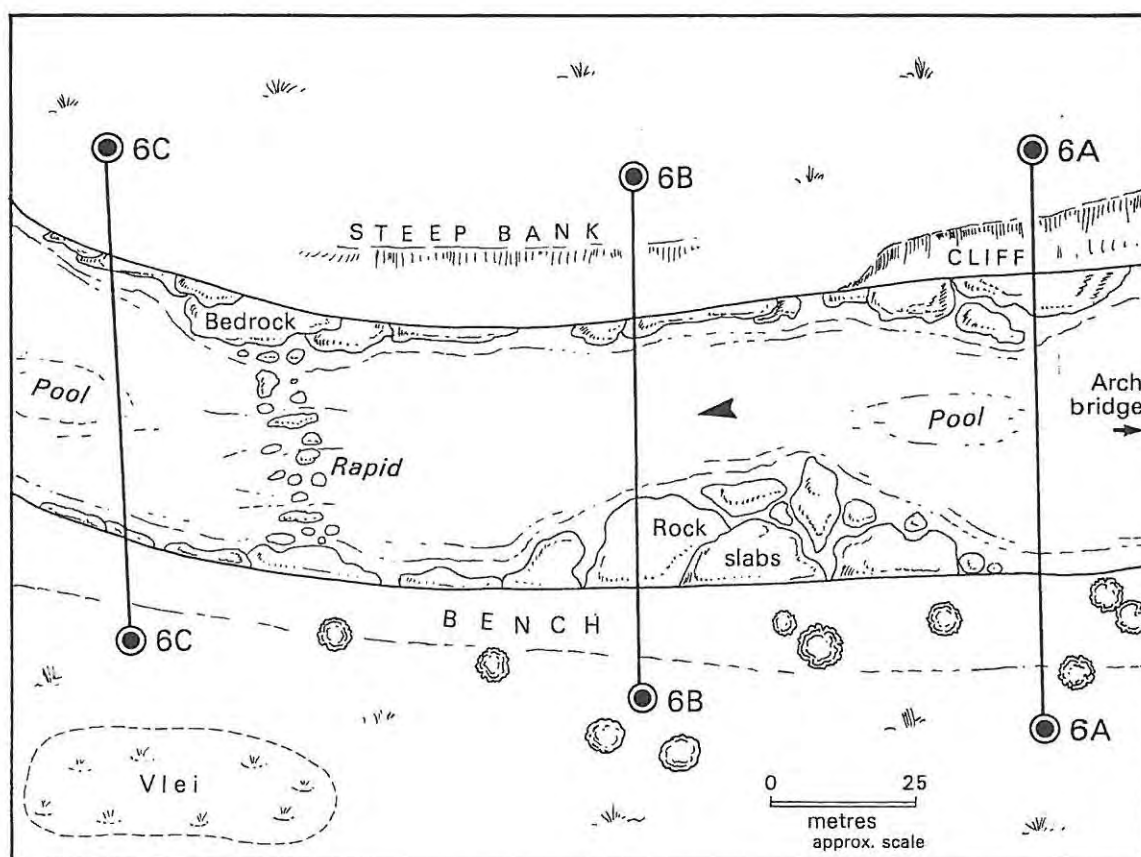 6C
6B
6A
STEEP BANK
CLIFF
Bedrock
Pool
Pool
Arch
bridge
Rapid
Rock
slabs
BENCH
6C
6B
6A
Vlei
0 25
metres
approx. scale